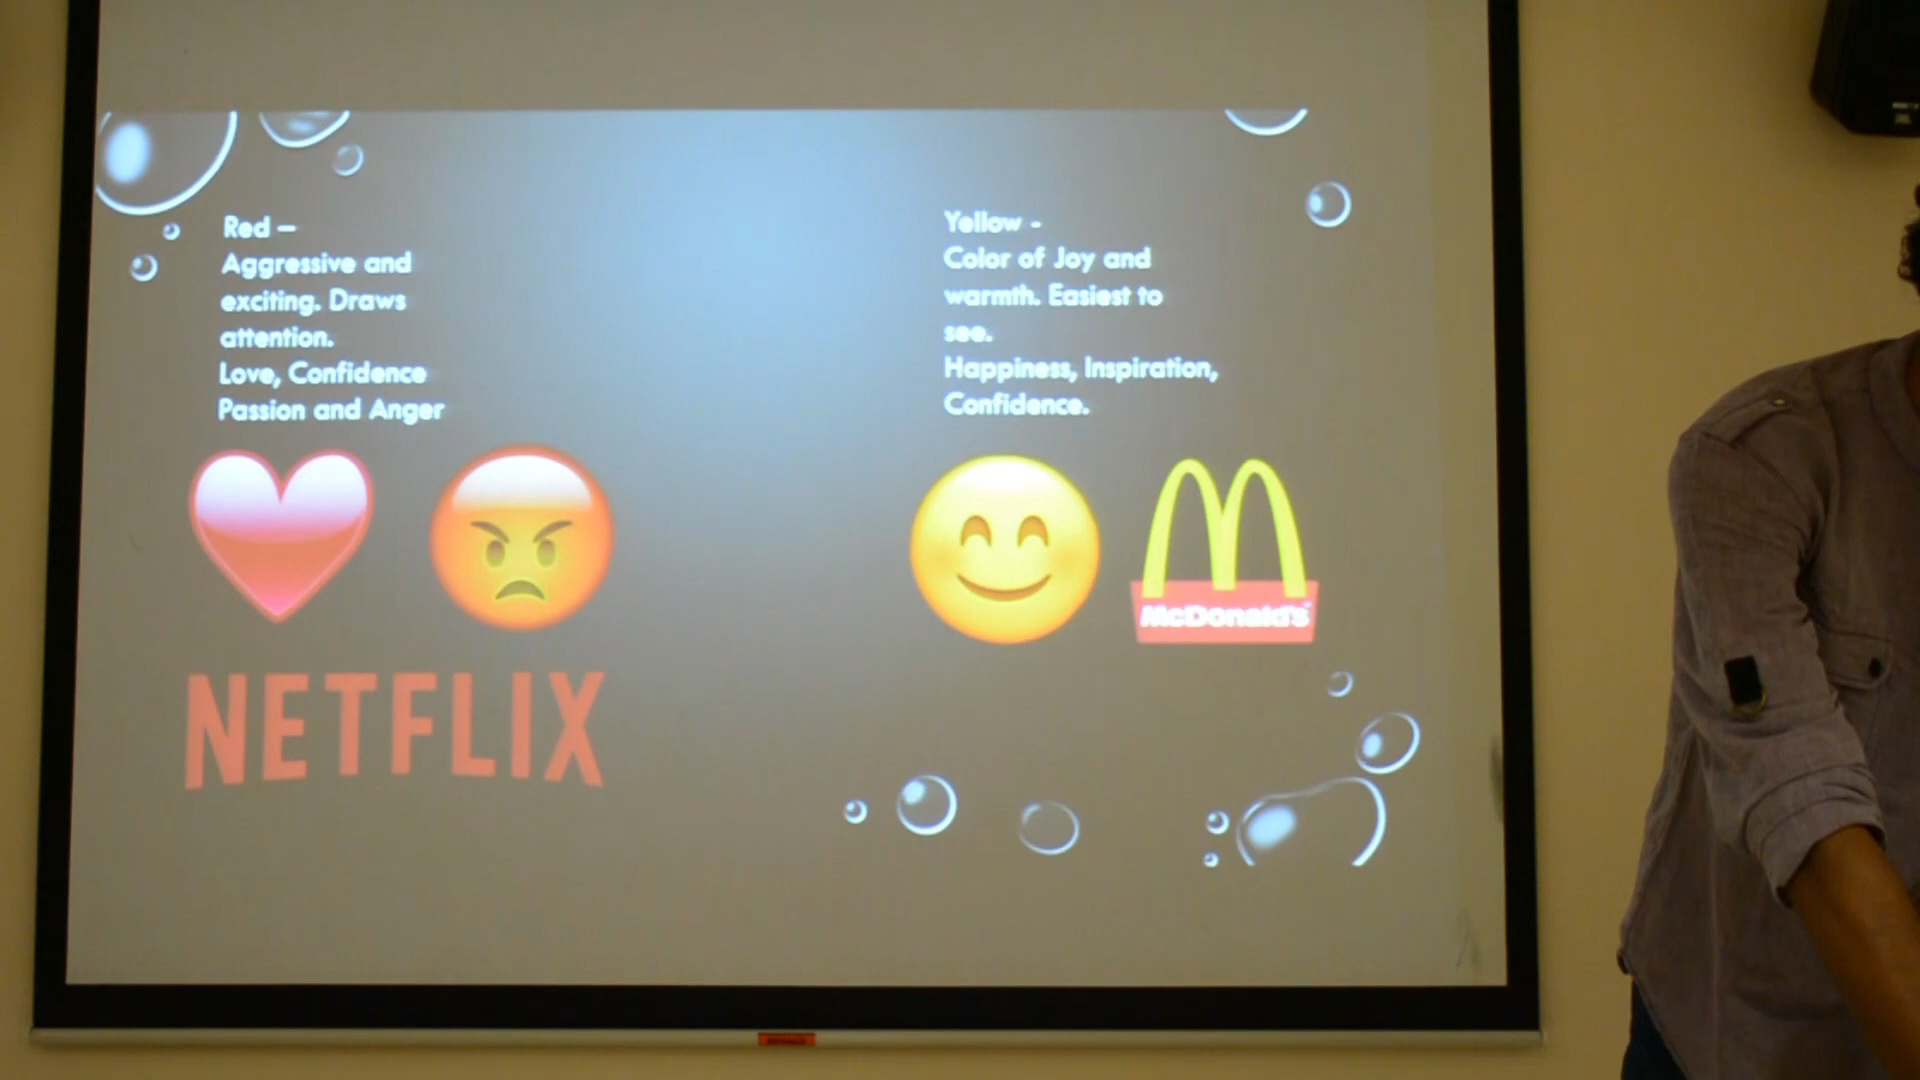 Red –
Aggressive and
exciting. Draws
attention.
Love, Confidence
Passion and Anger
NETFLIX
Yellow -
Color of Joy and
warmth. Easiest to
see.
Happiness, Inspiration,
Confidence.
McDonald's
JBL